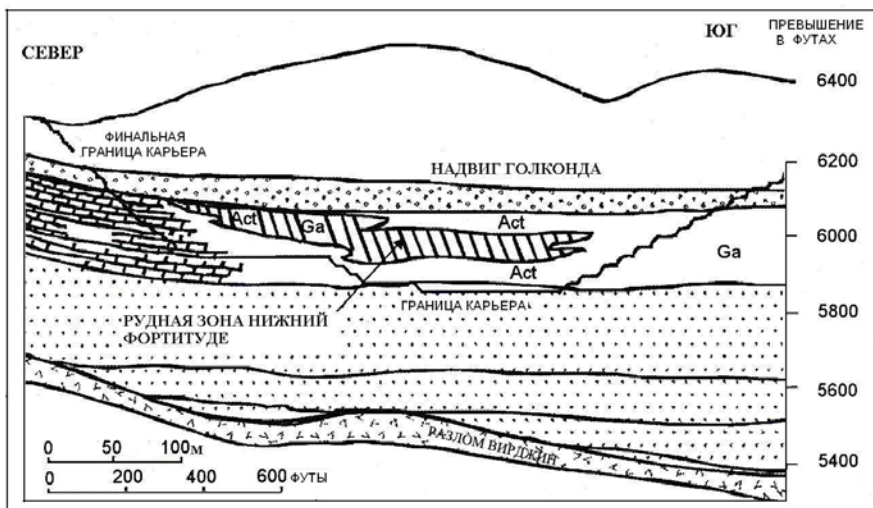 СЕВЕР
ЮГ
ПРЕВЫШЕНИЕ
В ФУТАХ
6400
ФИНАЛЬНАЯ
ГРАНИЦА КАРЬЕРА
НАДВИГ ГОЛКОНДА
6200
Act
Ga
Act
6000
Ga
Act
ГРАНИЦА КАРЬЕРА
РУДНАЯ ЗОНА НИЖНИЙ
ФОРТИТУДЕ
5800
5600
РАЗЛОМ ВИРДЖИН
5400
0 50 100м
0 200 400 600 ФУТЫ